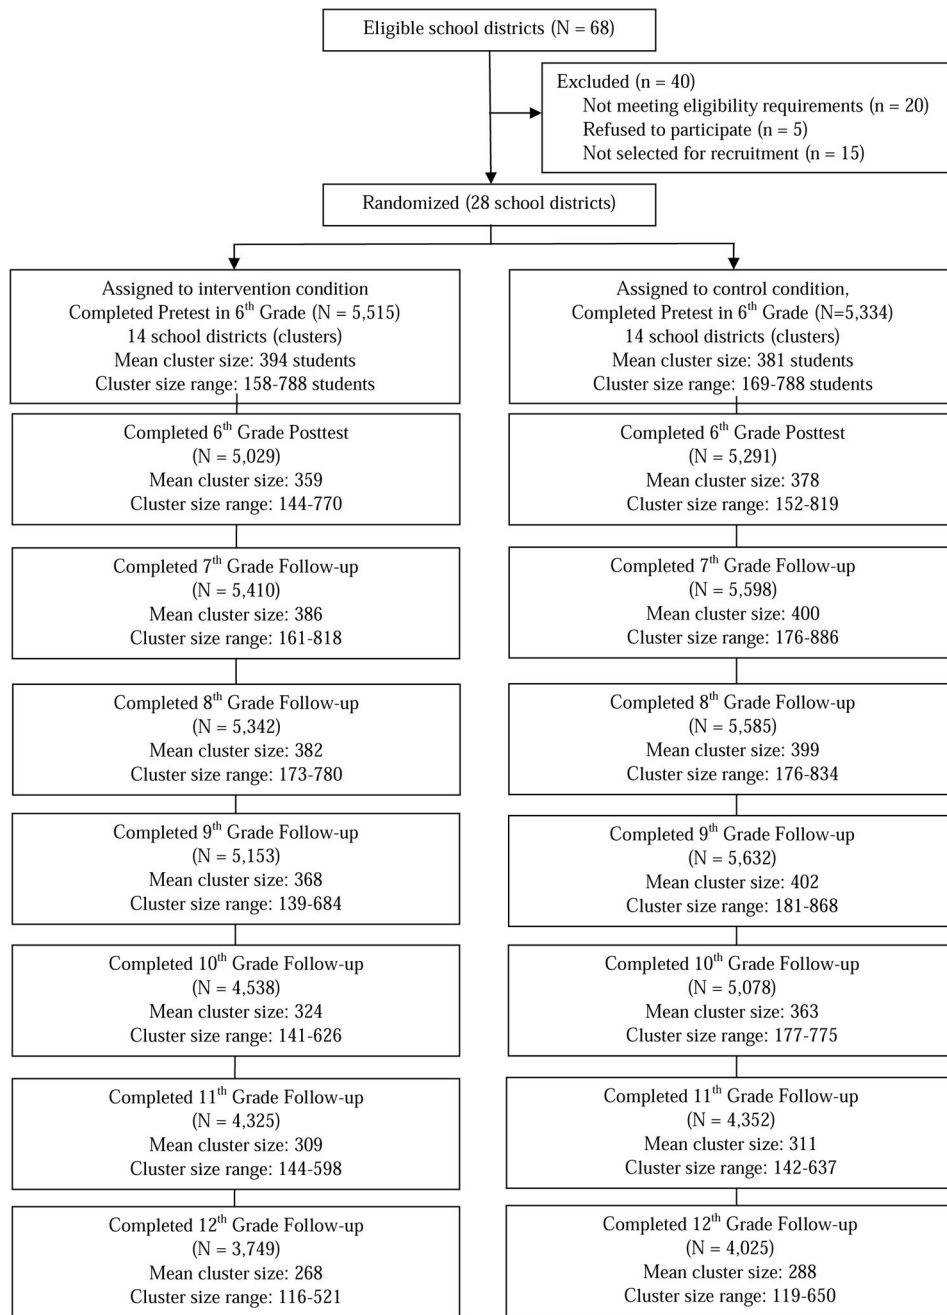 Eligible school districts (N = 68)
Excluded (n = 40)
Not meeting eligibility requirements (n = 20)
Refused to participate (n = 5)
Not selected for recruitment (n = 15)
Randomized (28 school districts)
Assigned to intervention condition
Completed Pretest in 6th Grade (N = 5,515)
14 school districts (clusters)
Mean cluster size: 394 students
Cluster size range: 158-788 students
Assigned to control condition,
Completed Pretest in 6th Grade (N=5,334)
14 school districts (clusters)
Mean cluster size: 381 students
Cluster size range: 169-788 students
Completed 6th Grade Posttest
(N = 5,029)
Mean cluster size: 359
Cluster size range: 144-770
Completed 6th Grade Posttest
(N = 5,291)
Mean cluster size: 378
Cluster size range: 152-819
Completed 7th Grade Follow-up
(N = 5,410)
Mean cluster size: 386
Cluster size range: 161-818
Completed 7th Grade Follow-up
(N = 5,598)
Mean cluster size: 400
Cluster size range: 176-886
Completed 8th Grade Follow-up
(N = 5,342)
Mean cluster size: 382
Cluster size range: 173-780
Completed 8th Grade Follow-up
(N = 5,585)
Mean cluster size: 399
Cluster size range: 176-834
Completed 9th Grade Follow-up
(N = 5,153)
Mean cluster size: 368
Cluster size range: 139-684
Completed 9th Grade Follow-up
(N = 5,632)
Mean cluster size: 402
Cluster size range: 181-868
Completed 10th Grade Follow-up
(N = 4,538)
Mean cluster size: 324
Cluster size range: 141-626
Completed 10th Grade Follow-up
(N = 5,078)
Mean cluster size: 363
Cluster size range: 177-775
Completed 11th Grade Follow-up
(N = 4,325)
Mean cluster size: 309
Cluster size range: 144-598
Completed 11th Grade Follow-up
(N = 4,352)
Mean cluster size: 311
Cluster size range: 142-637
Completed 12th Grade Follow-up
(N = 3,749)
Mean cluster size: 268
Cluster size range: 116-521
Completed 12th Grade Follow-up
(N = 4,025)
Mean cluster size: 288
Cluster size range: 119-650